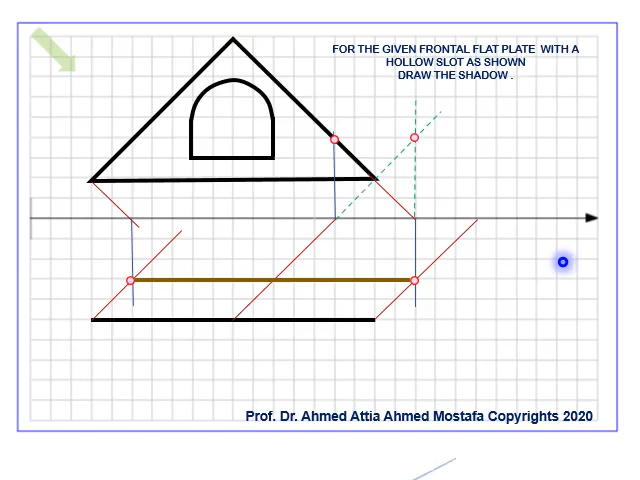 FOR THE GIVEN FRONTAL FLAT PLATE WITH A
HOLLOW SLOT AS SHOWN
DRAW THE SHADOW .
Prof. Dr. Ahmed Attia Ahmed Mostafa Copyrights 2020